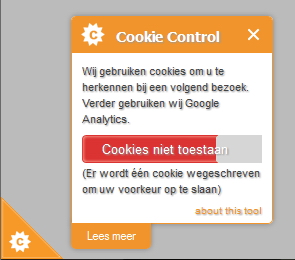 Cookie Control
Wij gebruiken cookies om u te
herkennen bij een volgend bezoek.
Verder gebruiken wij Google
Analytics.
Cookies niet toestaan
(Er wordt één cookie wegeschreven
om uw voorkeur op te slaan)
about this tool
Lees meer